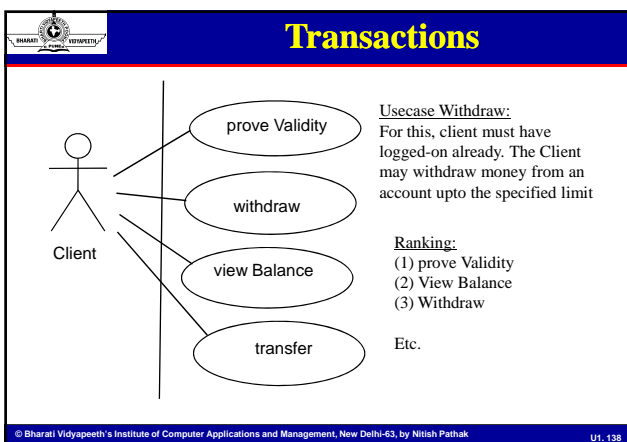 BHARATI
VIDYAPEETH
PUNE
Transactions
prove Validity
withdraw
view Balance
transfer
Client
Usecase Withdraw:
For this, client must have
logged-on already. The Client
may withdraw money from an
account upto the specified limit
Ranking:
(1) prove Validity
(2) View Balance
(3) Withdraw
Etc.
© Bharati Vidyapeeth's Institute of Computer Applications and Management, New Delhi-63, by Nitish Pathak
U1. 138